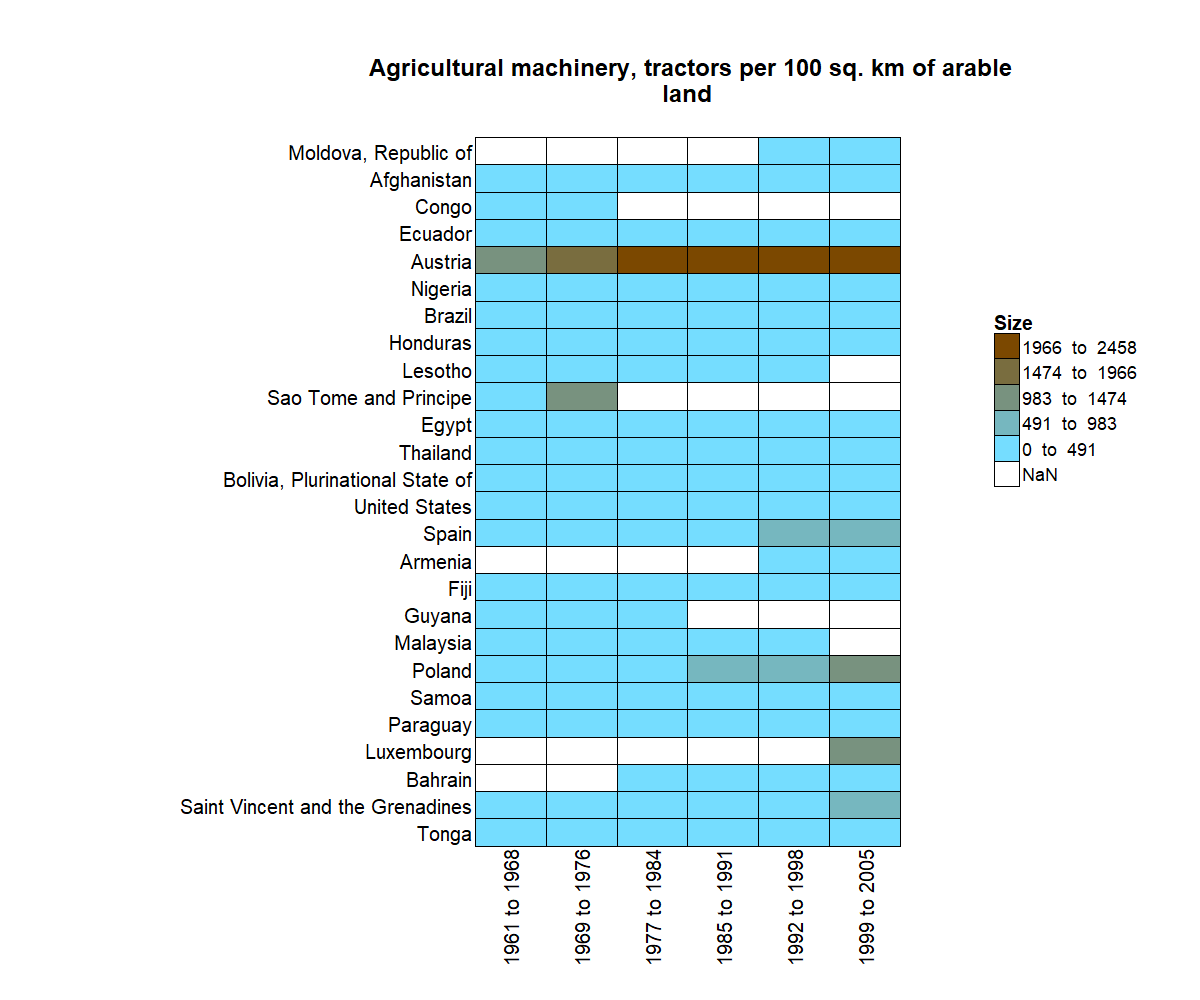 Agricultural machinery, tractors per 100 sq. km of arable
land
Moldova, Republic of
Afghanistan
Congo
Ecuador
Austria
Nigeria
Brazil
Honduras
Lesotho
Sao Tome and Principe
Egypt
Thailand
Bolivia, Plurinational State of
United States
Spain
Armenia
Fiji
Guyana
Malaysia
Poland
Samoa
Paraguay
Luxembourg
Bahrain
Saint Vincent and the Grenadines
Tonga
1961 to 1968
1969 to 1976
1977 to 1984
1985 to 1991
1992 to 1998
1999 to 2005
Size
1966 to 2458
1474 to 1966
983 to 1474
491 to 983
0 to 491
NaN